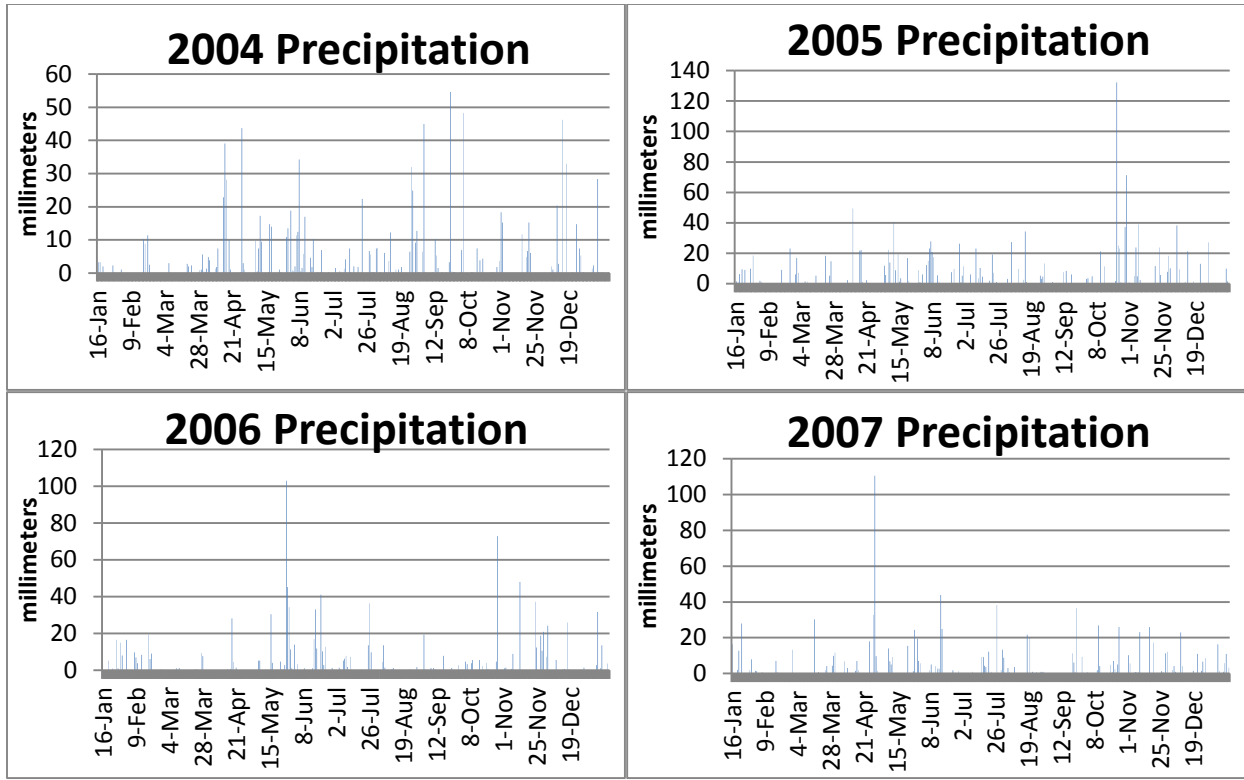 2004 Precipitation
millimeters
60
50
40
30
20
10
0
16-Jan
9-Feb
4-Mar
28-Mar
21-Apr
15-May
8-Jun
2-Jul
26-Jul
19-Aug
12-Sep
8-Oct
1-Nov
25-Nov
19-Dec
2005 Precipitation
millimeters
140
120
100
80
60
40
20
0
16-Jan
9-Feb
4-Mar
28-Mar
21-Apr
15-May
8-Jun
2-Jul
26-Jul
19-Aug
12-Sep
8-Oct
1-Nov
25-Nov
19-Dec
2006 Precipitation
millimeters
120
100
80
60
40
20
0
16-Jan
9-Feb
4-Mar
28-Mar
21-Apr
15-May
8-Jun
2-Jul
26-Jul
19-Aug
12-Sep
8-Oct
1-Nov
25-Nov
19-Dec
2007 Precipitation
millimeters
120
100
80
60
40
20
0
16-Jan
9-Feb
4-Mar
28-Mar
21-Apr
15-May
8-Jun
2-Jul
26-Jul
19-Aug
12-Sep
8-Oct
1-Nov
25-Nov
19-Dec